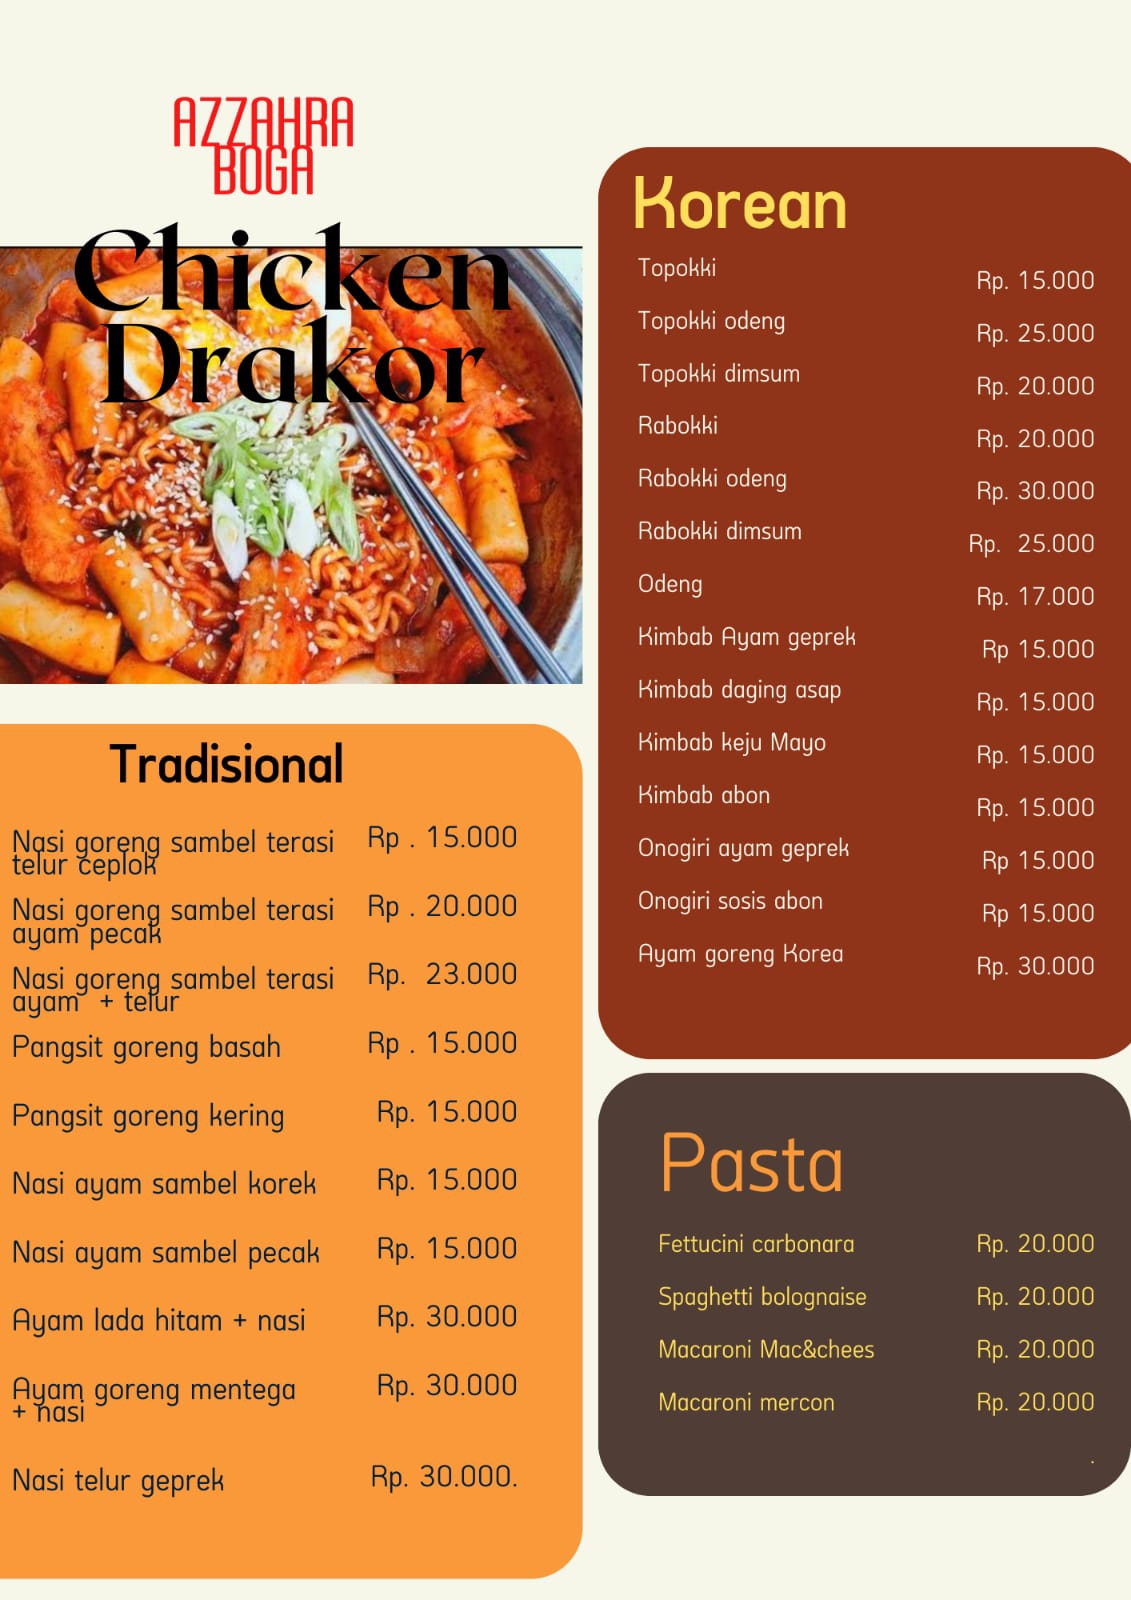 AZZAHRA
BOGA
Chicken
Drakor
Korean
Topokki Rp. 15.000
Topokki odeng Rp. 25.000
Topokki dimsum Rp. 20.000
Rabokki Rp. 20.000
Rabokki odeng Rp. 30.000
Rabokki dimsum Rp. 25.000
Odeng Rp. 17.000
Kimbab Ayam geprek Rp 15.000
Kimbab daging asap Rp. 15.000
Kimbab keju Mayo Rp. 15.000
Kimbab abon Rp. 15.000
Onogiri ayam geprek Rp 15.000
Onogiri sosis abon Rp 15.000
Ayam goreng Korea Rp. 30.000
Tradisional
Nasi goreng sambel terasi Rp . 15.000
telur ceplok
Nasi goreng sambel terasi Rp . 20.000
ayam pecak
Nasi goreng sambel terasi Rp. 23.000
ayam + telur
Pangsit goreng basah Rp . 15.000
Pangsit goreng kering Rp. 15.000
Nasi ayam sambel korek Rp. 15.000
Nasi ayam sambel pecak Rp. 15.000
Ayam lada hitam + nasi Rp. 30.000
Ayam goreng mentega Rp. 30.000
+ nasi
Nasi telur geprek Rp. 30.000.
Pasta
Fettucini carbonara Rp. 20.000
Spaghetti bolognaise Rp. 20.000
Macaroni Mac&chees Rp. 20.000
Macaroni mercon Rp. 20.000
.